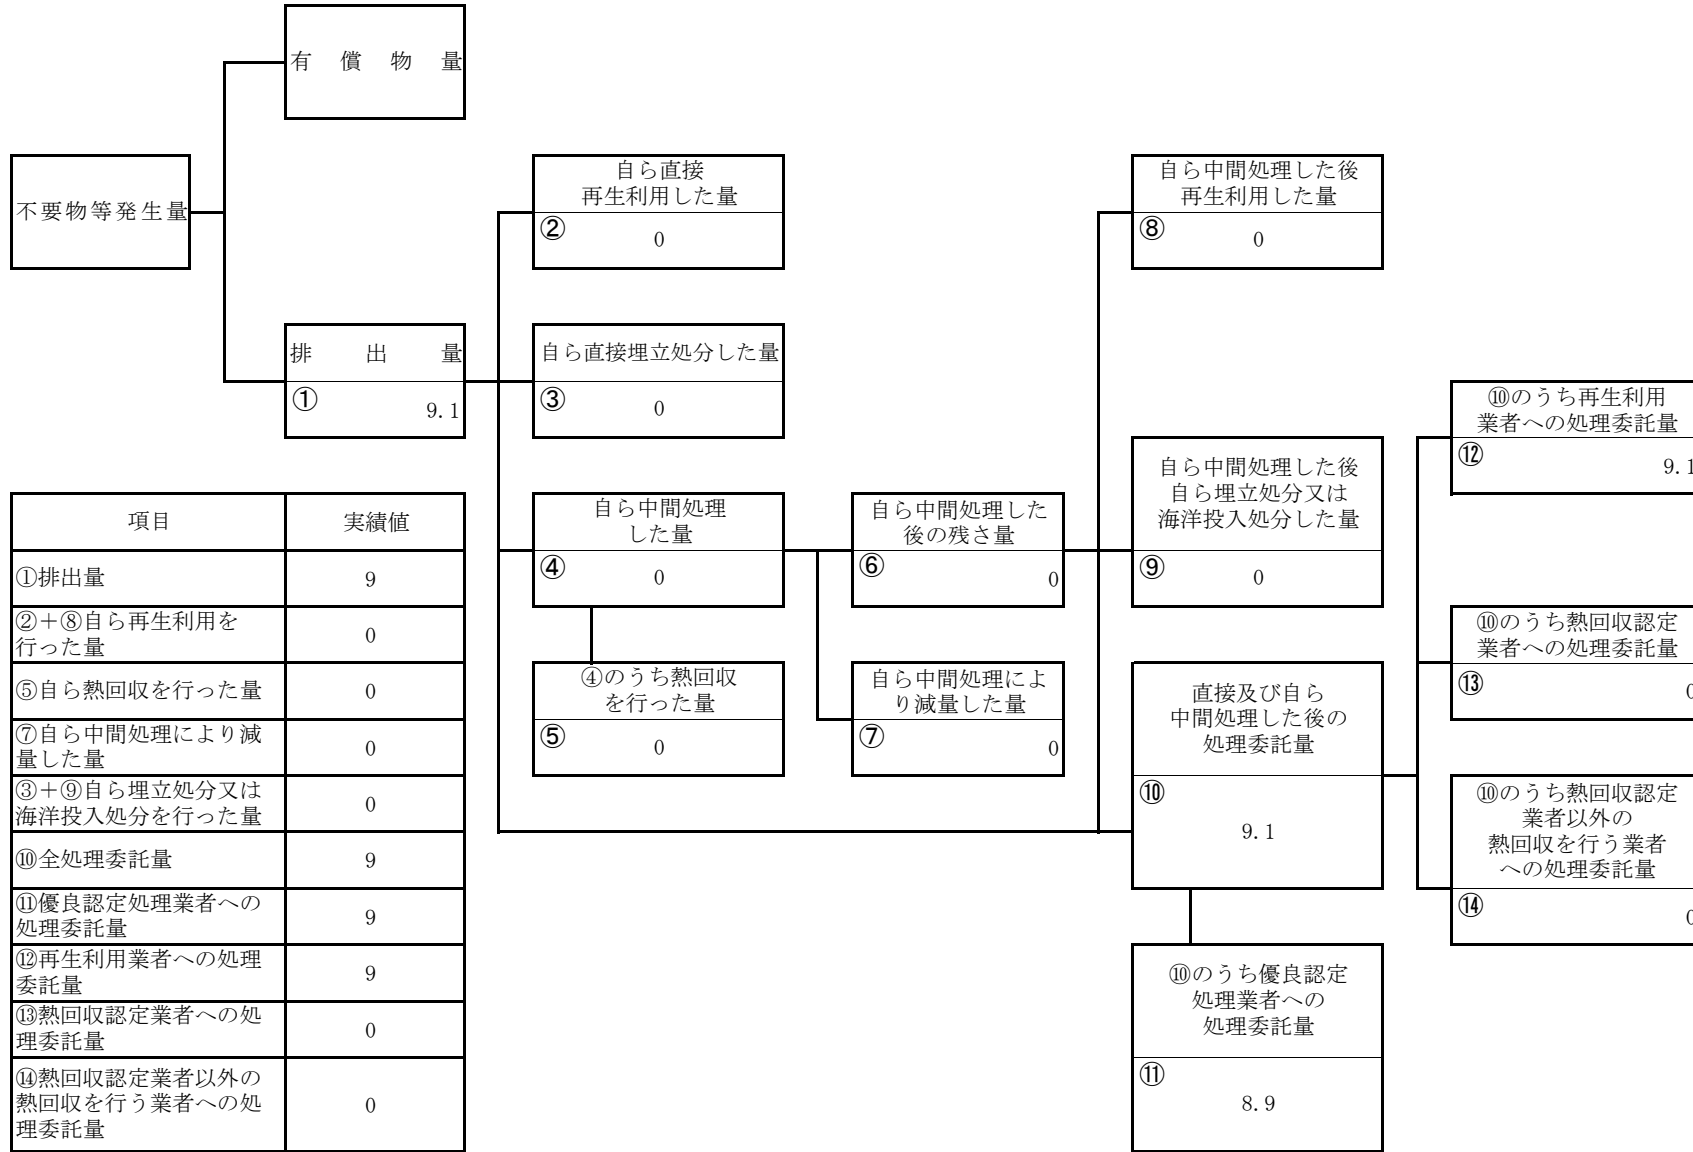 有償物量
不要物等発生量
排出量
①
9.1
自ら直接
再生利用した量
②
0
自ら直接埋立処分した量
③
0
自ら中間処理
した量
④
0
④のうち熱回収
を行った量
⑤
0
自ら中間処理した
後の残さ量
⑥
0
自ら中間処理によ
り減量した量
⑦
0
自ら中間処理した後
再生利用した量
⑧
0
自ら中間処理した後
自ら埋立処分又は
海洋投入処分した量
⑨
0
直接及び自ら
中間処理した後の
処理委託量
⑩
9.1
⑩のうち優良認定
処理業者への
処理委託量
⑪
8.9
⑩のうち再生利用
業者への処理委託量
⑫
9.1
⑩のうち熱回収認定
業者への処理委託量
⑬
0
⑩のうち熱回収認定
業者以外の
熱回収を行う業者
への処理委託量
⑭
0
項目 実績値
①排出量 9
②+⑧自ら再生利用を
行った量 0
⑤自ら熱回収を行った量 0
⑦自ら中間処理により減
量した量 0
③+⑨自ら埋立処分又は
海洋投入処分を行った量 0
⑩全処理委託量 9
⑪優良認定処理業者への
処理委託量 9
⑫再生利用業者への処理
委託量 9
⑬熱回収認定業者への処
理委託量 0
⑭熱回収認定業者以外の
熱回収を行う業者への処
理委託量 0